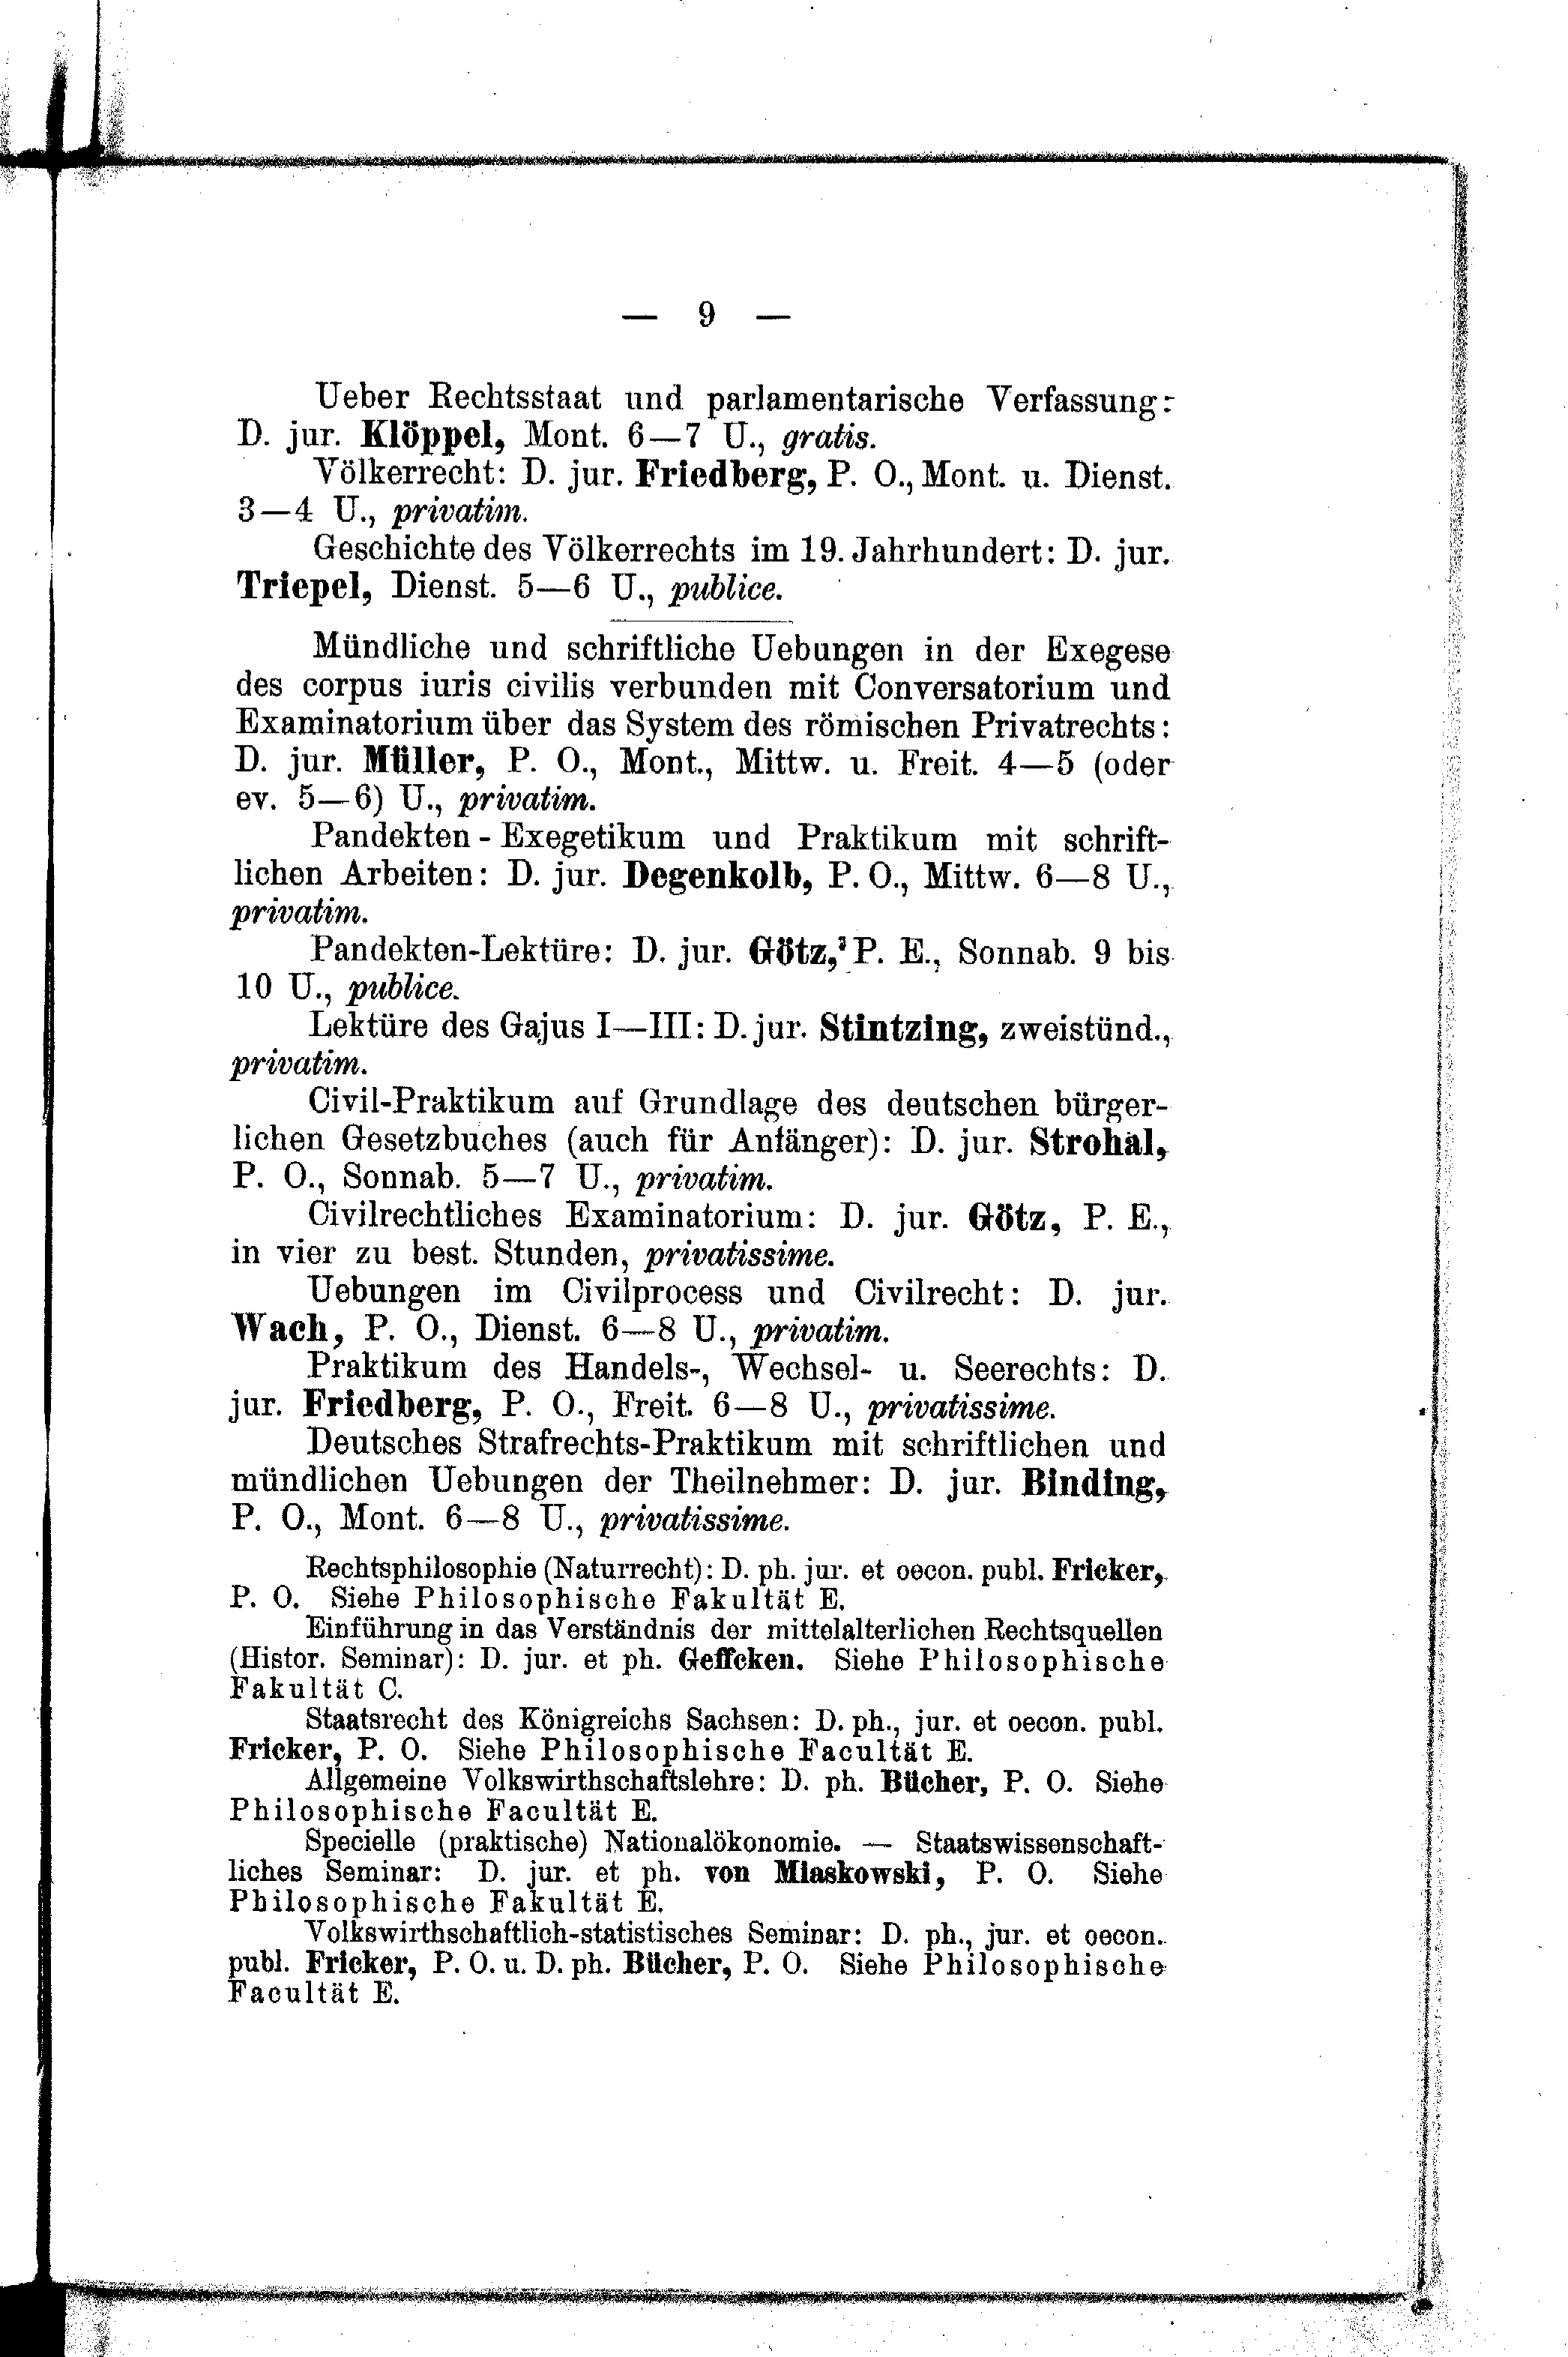 — 9 —
Ueber Rechtsstaat und parlamentarische Verfassung:
D. jur. Klöppel, Mont. 6—7 U., gratis.
Völkerrecht: D. jur. Friedberg, P. O., Mont. u. Dienst.
3—4 U., privatim.
Geschichte des Völkerrechts im 19. Jahrhundert: D. jur.
Triepel, Dienst. 5—6 U., publice.
Mündliche und schriftliche Uebungen in der Exegese
des corpus iuris civilis verbunden mit Conversatorium und
Examinatorium über das System des römischen Privatrechts:
D. jur. Müller, P. O., Mont., Mittw. u. Freit. 4—5 (oder
ev. 5—6) U., privatim.
Pandekten-Exegetikum und Praktikum mit schrift-
lichen Arbeiten: D. jur. Degenkolb, P. O., Mittw. 6—8 U.,
privatim.
Pandekten-Lektüre: D. jur. Götz, P. E., Sonnab. 9 bis
10 U., publice.
Lektüre des Gajus I—III: D. jur. Stintzing, zweistünd.,
privatim.
Civil-Praktikum auf Grundlage des deutschen bürger-
lichen Gesetzbuches (auch für Anfänger): D. jur. Strohal,
P. O., Sonnab. 5—7 U., privatim.
Civilrechtliches Examinatorium: D. jur. Götz, P. E.,
in vier zu best. Stunden, privatissime.
Uebungen im Civilprocess und Civilrecht: D. jur.
Wach, P. O., Dienst. 6—8 U., privatim.
Praktikum des Handels-, Wechsel- u. Seerechts: D.
jur. Friedberg, P. O., Freit. 6—8 U., privatissime.
Deutsches Strafrechts-Praktikum mit schriftlichen und
mündlichen Uebungen der Theilnehmer: D. jur. Binding,
P. O., Mont. 6—8 U., privatissime.
Rechtsphilosophie (Naturrecht): D. ph. jur. et oecon. publ. Fricker,
P. O. Siehe Philosophische Fakultät E.
Einführung in das Verständnis der mittelalterlichen Rechtsquellen
(Histor. Seminar): D. jur. et ph. Geffcken. Siehe Philosophische
Fakultät C.
Staatsrecht des Königreichs Sachsen: D. ph., jur. et oecon. publ.
Fricker, P. O. Siehe Philosophische Facultät E.
Allgemeine Volkswirthschaftslehre: D. ph. Bücher, P. O. Siehe
Philosophische Facultät E.
Specielle (praktische) Nationalökonomie. — Staatswissenschaft-
liches Seminar: D. jur. et ph. von Miaskowski, P. O. Siehe
Philosophische Fakultät E.
Volkswirthschaftlich-statistisches Seminar: D. ph., jur. et oecon.
publ. Fricker, P. O. u. D. ph. Bücher, P. O. Siehe Philosophische
Facultät E.